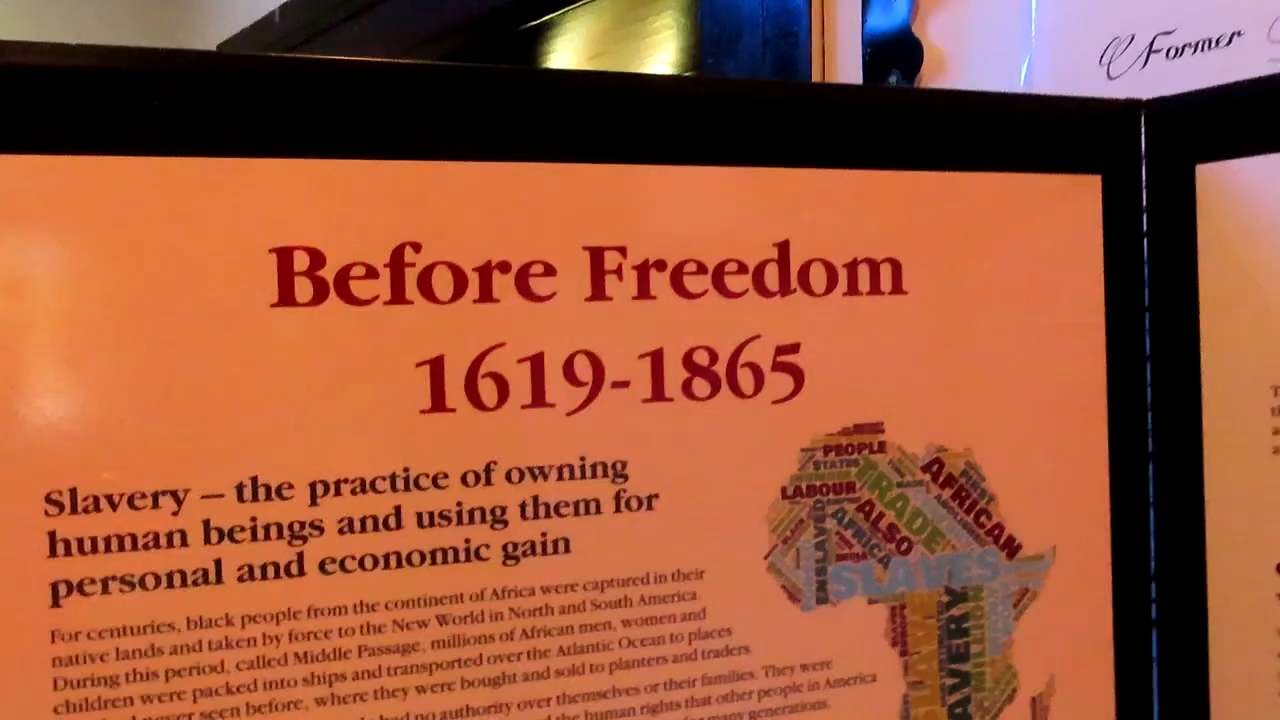 Former
Before Freedom
1619-1865
Slavery – the practice of owning
human beings and using them for
personal and economic gain
For centuries, black people from the continent of Africa were captured in their
native lands and taken by force to the New World in North and South America
During this period, called Middle Passage, millions of African men, women and
children were packed into ships and transported over the Atlantic Ocean to places
never seen before, where they were bought and sold to planters and traders.
had no authority over themselves or their families. They were
the human rights that other people in America
many generations.
PEOPLE
STATES
LABOUR
TRADE
AFRICAN
FIRST
ALSO
AFRICA
ENSLAVED
SLAVES
SLAVE
SLAVERY
MILLION